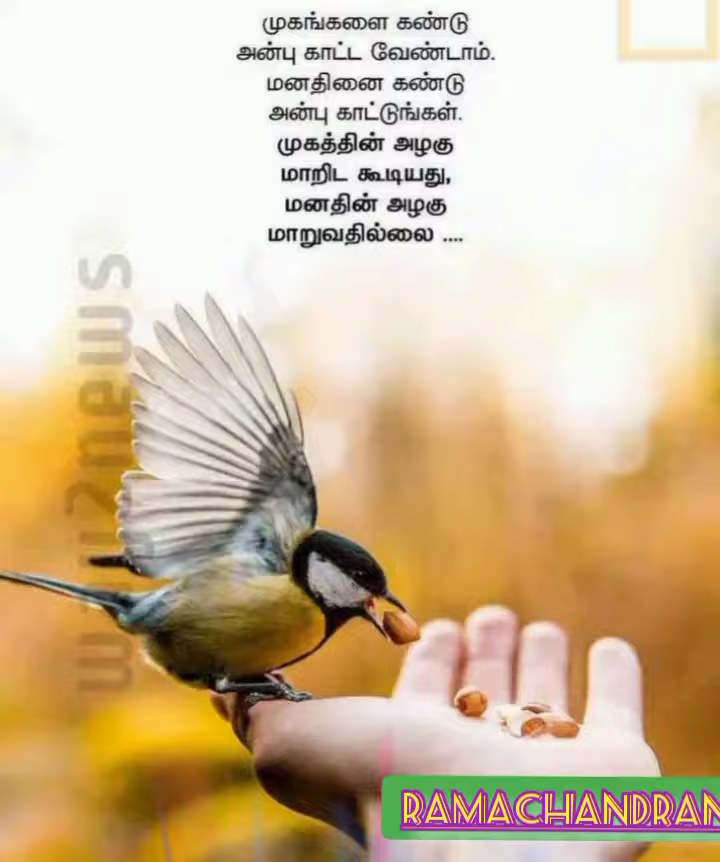 முகங்களை கண்டு
அன்பு காட்ட வேண்டாம்.
மனதினை கண்டு
அன்பு காட்டுங்கள்.
முகத்தின் அழகு
மாறிட கூடியது,
மனதின் அழகு
மாறுவதில்லை ....
RAMACHANDRAN